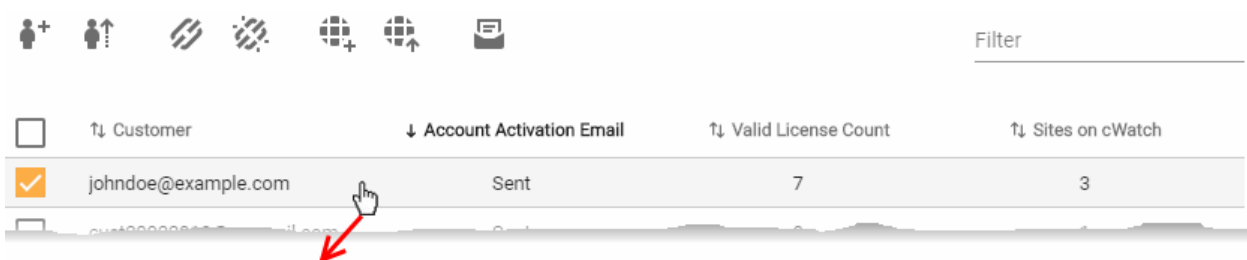 Filter
Customer Account Activation Email Valid License Count Sites on cWatch
johndoe@example.com Sent 7 3